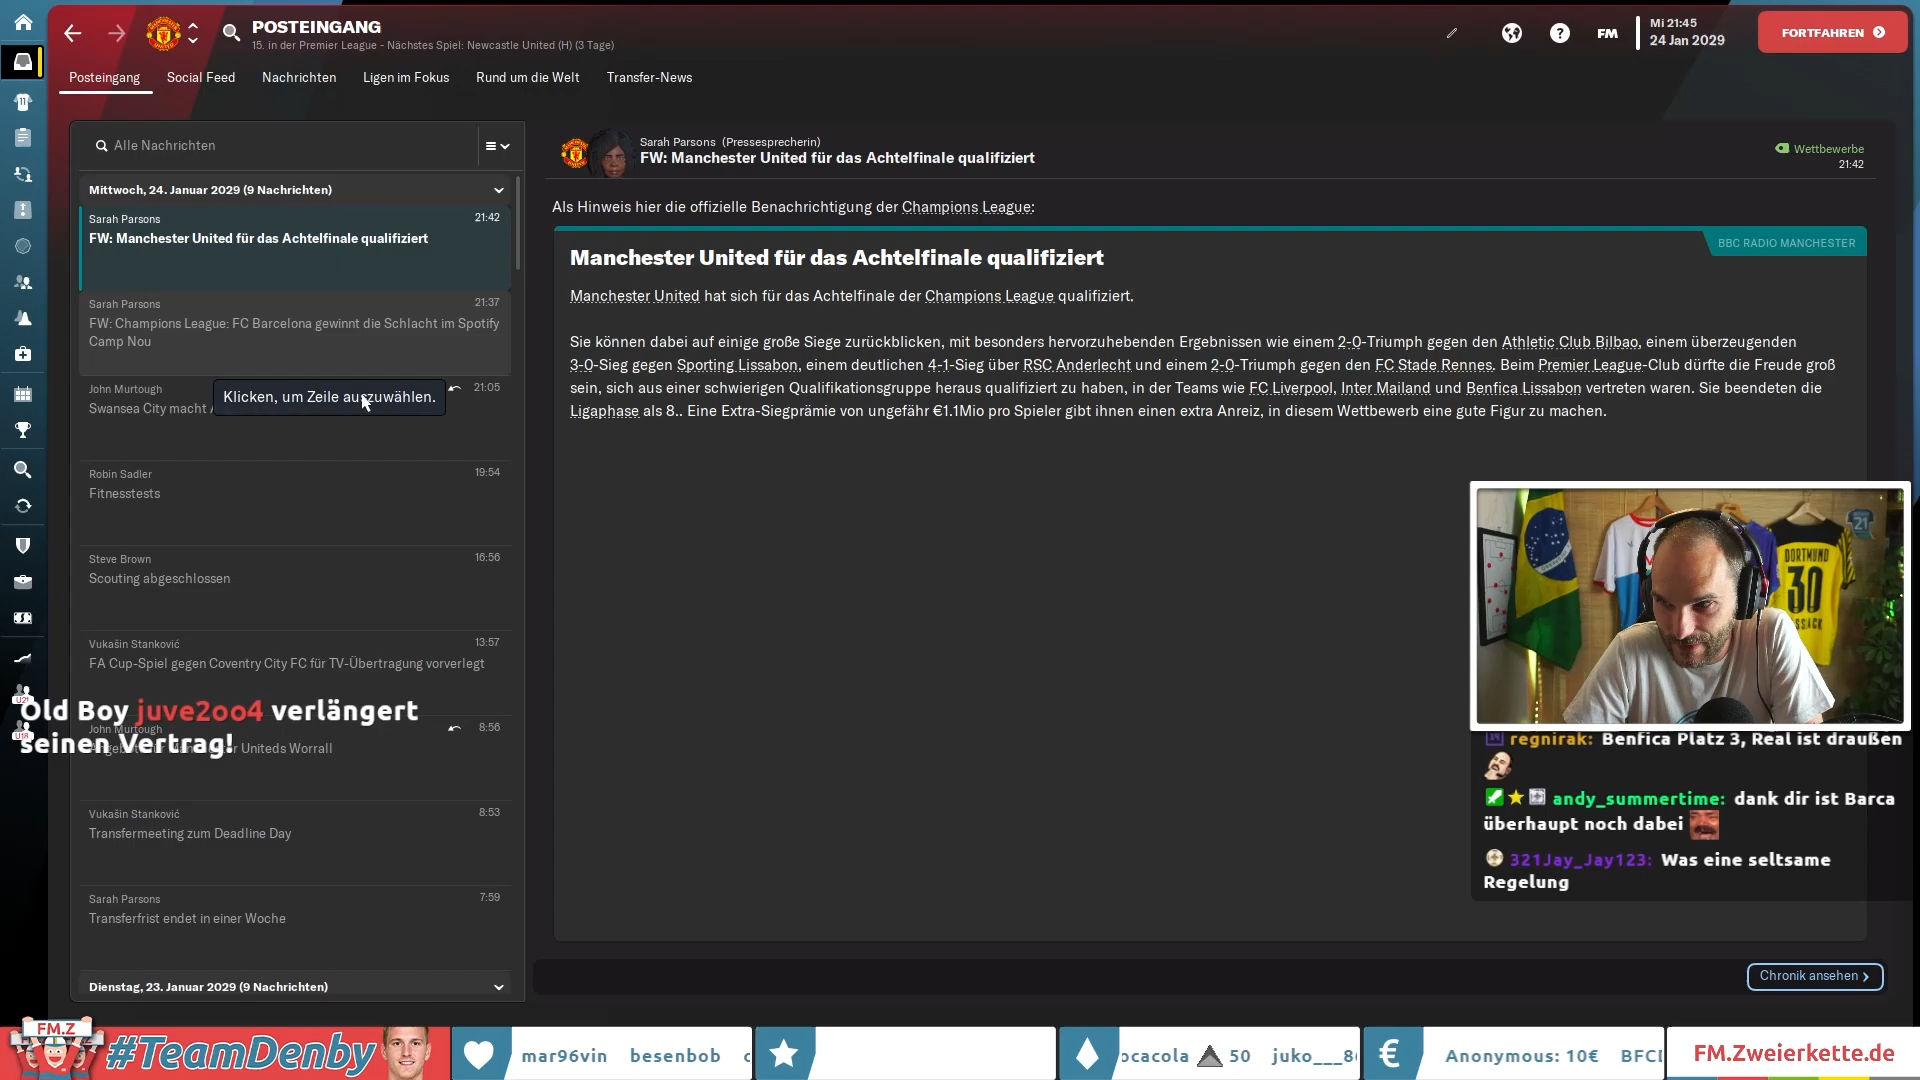 POSTEINGANG
15. in der Premier League - Nächstes Spiel: Newcastle United (H) (3 Tage)
FM
Mi 21:45
24 Jan 2029
FORTFAHREN
Posteingang
Social Feed
Nachrichten
Ligen im Fokus
Rund um die Welt
Transfer-News
Alle Nachrichten
Mittwoch, 24. Januar 2029 (9 Nachrichten)
Sarah Parsons 21:42
FW: Manchester United für das Achtelfinale qualifiziert
Sarah Parsons 21:37
FW: Champions League: FC Barcelona gewinnt die Schlacht im Spotify
Camp Nou
John Murtough 21:05
Swansea City macht
Klicken, um Zeile auszuwählen.
Robin Sadler 19:54
Fitnesstests
Steve Brown 16:56
Scouting abgeschlossen
Vukašin Stanković 13:57
FA Cup-Spiel gegen Coventry City FC für TV-Übertragung vorverlegt
Old Boy juve2oo4 verlängert
seinen Vertrag!
John Murtough 8:56
Uniteds Worrall
Vukašin Stanković 8:53
Transfermeeting zum Deadline Day
Sarah Parsons 7:59
Transferfrist endet in einer Woche
Dienstag, 23. Januar 2029 (9 Nachrichten)
Sarah Parsons (Pressesprecherin)
FW: Manchester United für das Achtelfinale qualifiziert
Wettbewerbe
21:42
Als Hinweis hier die offizielle Benachrichtigung der Champions League:
BBC RADIO MANCHESTER
Manchester United für das Achtelfinale qualifiziert
Manchester United hat sich für das Achtelfinale der Champions League qualifiziert.
Sie können dabei auf einige große Siege zurückblicken, mit besonders hervorzuhebenden Ergebnissen wie einem 2-0-Triumph gegen den Athletic Club Bilbao, einem überzeugenden
3-0-Sieg gegen Sporting Lissabon, einem deutlichen 4-1-Sieg über RSC Anderlecht und einem 2-0-Triumph gegen den FC Stade Rennes. Beim Premier League-Club dürfte die Freude groß
sein, sich aus einer schwierigen Qualifikationsgruppe heraus qualifiziert zu haben, in der Teams wie FC Liverpool, Inter Mailand und Benfica Lissabon vertreten waren. Sie beendeten die
Ligaphase als 8.. Eine Extra-Siegprämie von ungefähr €1.1Mio pro Spieler gibt ihnen einen extra Anreiz, in diesem Wettbewerb eine gute Figur zu machen.
21
DORTMUND
30
regnirak: Benfica Platz 3, Real ist draußen
andy_summertime: dank dir ist Barca
überhaupt noch dabei
321Jay_Jay123: Was eine seltsame
Regelung
Chronik ansehen
FM.Z
#TeamDenby
mar96vin besenbob
ocacola 50 juko___8
€
Anonymous: 10€ BFC
FM.Zweierkette.de